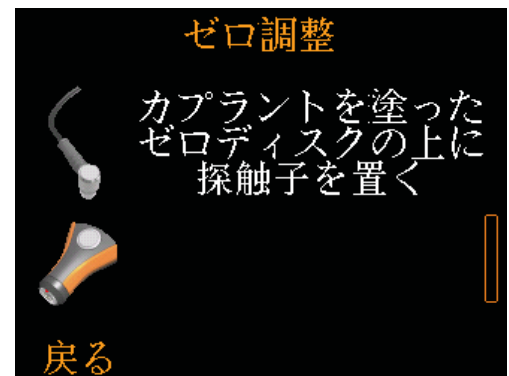 ゼロ調整
カプラントを塗った
ゼロディスクの上に
探触子を置く
戻る